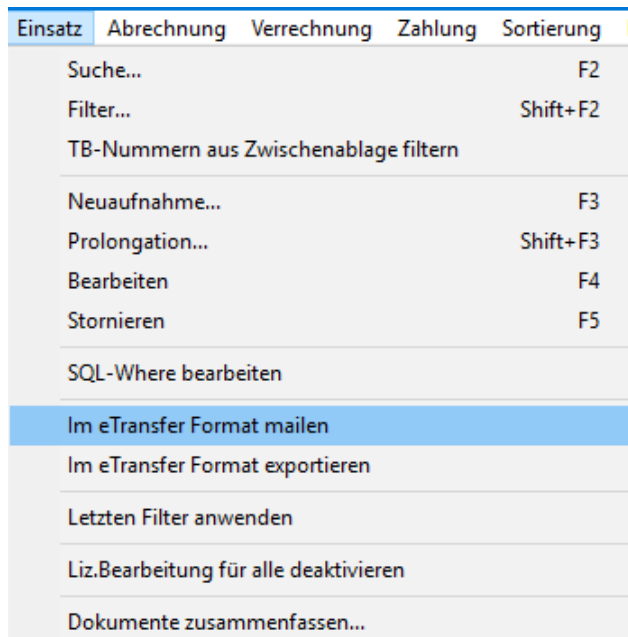 Einsatz Abrechnung Verrechnung Zahlung Sortierung
Suche... F2
Filter... Shift+F2
TB-Nummern aus Zwischenablage filtern
Neuaufnahme... F3
Prolongation... Shift+F3
Bearbeiten F4
Stornieren F5
SQL-Where bearbeiten
Im eTransfer Format mailen
Im eTransfer Format exportieren
Letzten Filter anwenden
Liz.Bearbeitung für alle deaktivieren
Dokumente zusammenfassen...